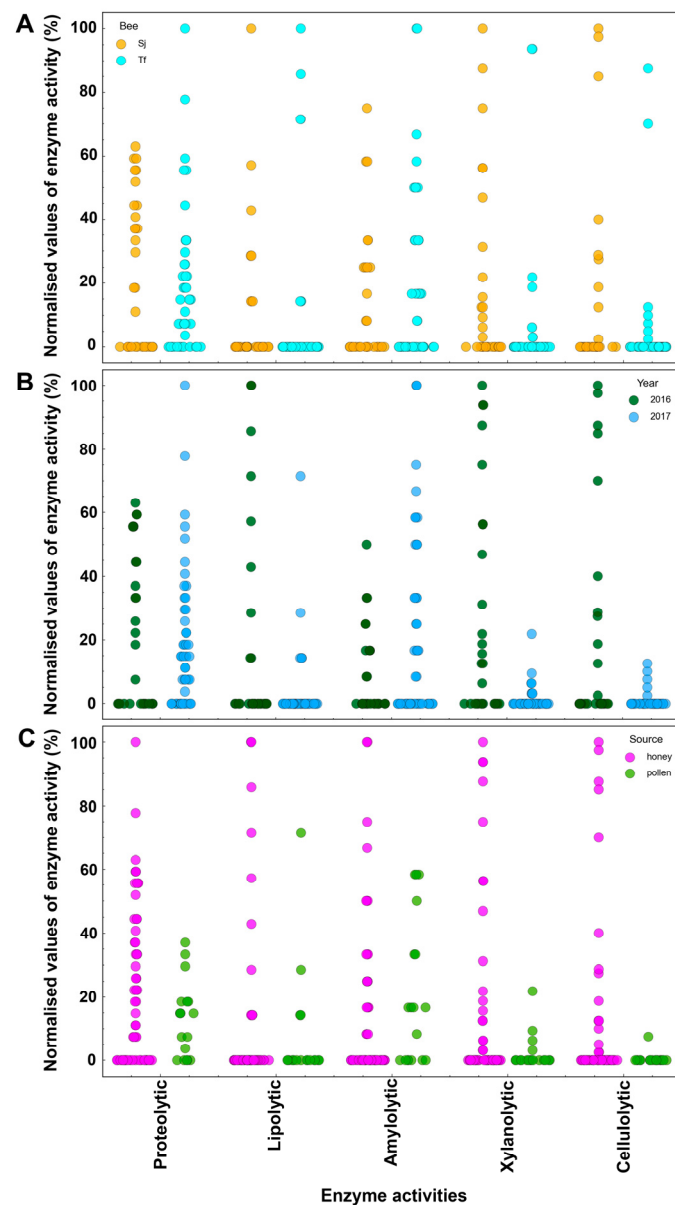 A
Bee
Sj
Tf
Normalised values of enzyme activity (%)
100
80
60
40
20
0
B
Year
2016
2017
Normalised values of enzyme activity (%)
100
80
60
40
20
0
C
Source
honey
pollen
Normalised values of enzyme activity (%)
100
80
60
40
20
0
Proteolytic
Lipolytic
Amylolytic
Xylanolytic
Cellulolytic
Enzyme activities